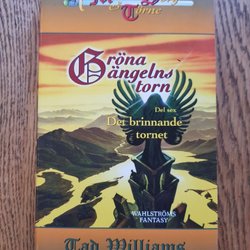 Gröna
ängelns
torn
Del sex
Det brinnande
tornet
WAHLSTRÖMS
FANTASY
Tad Williams